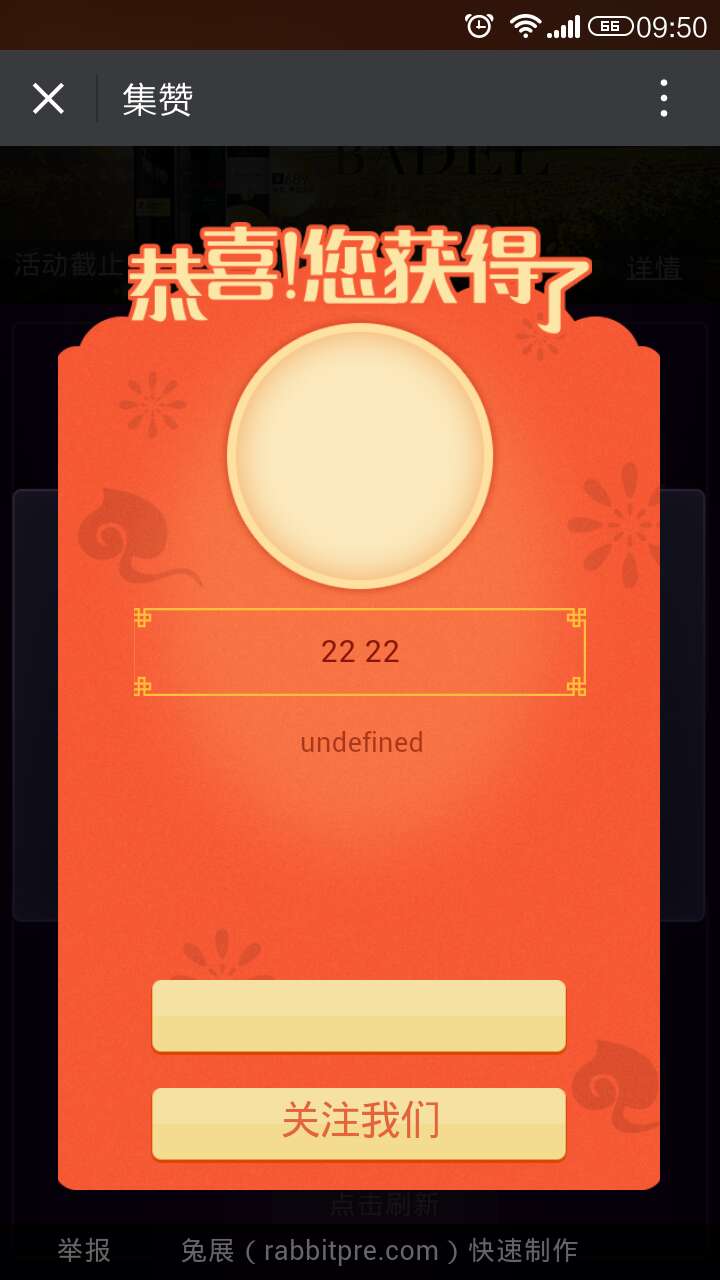 66 09:50
集赞
BADEL
活动截止
详情
恭喜!您获得了
22 22
undefined
关注我们
点击刷新
举报
兔展（rabbitpre.com）快速制作